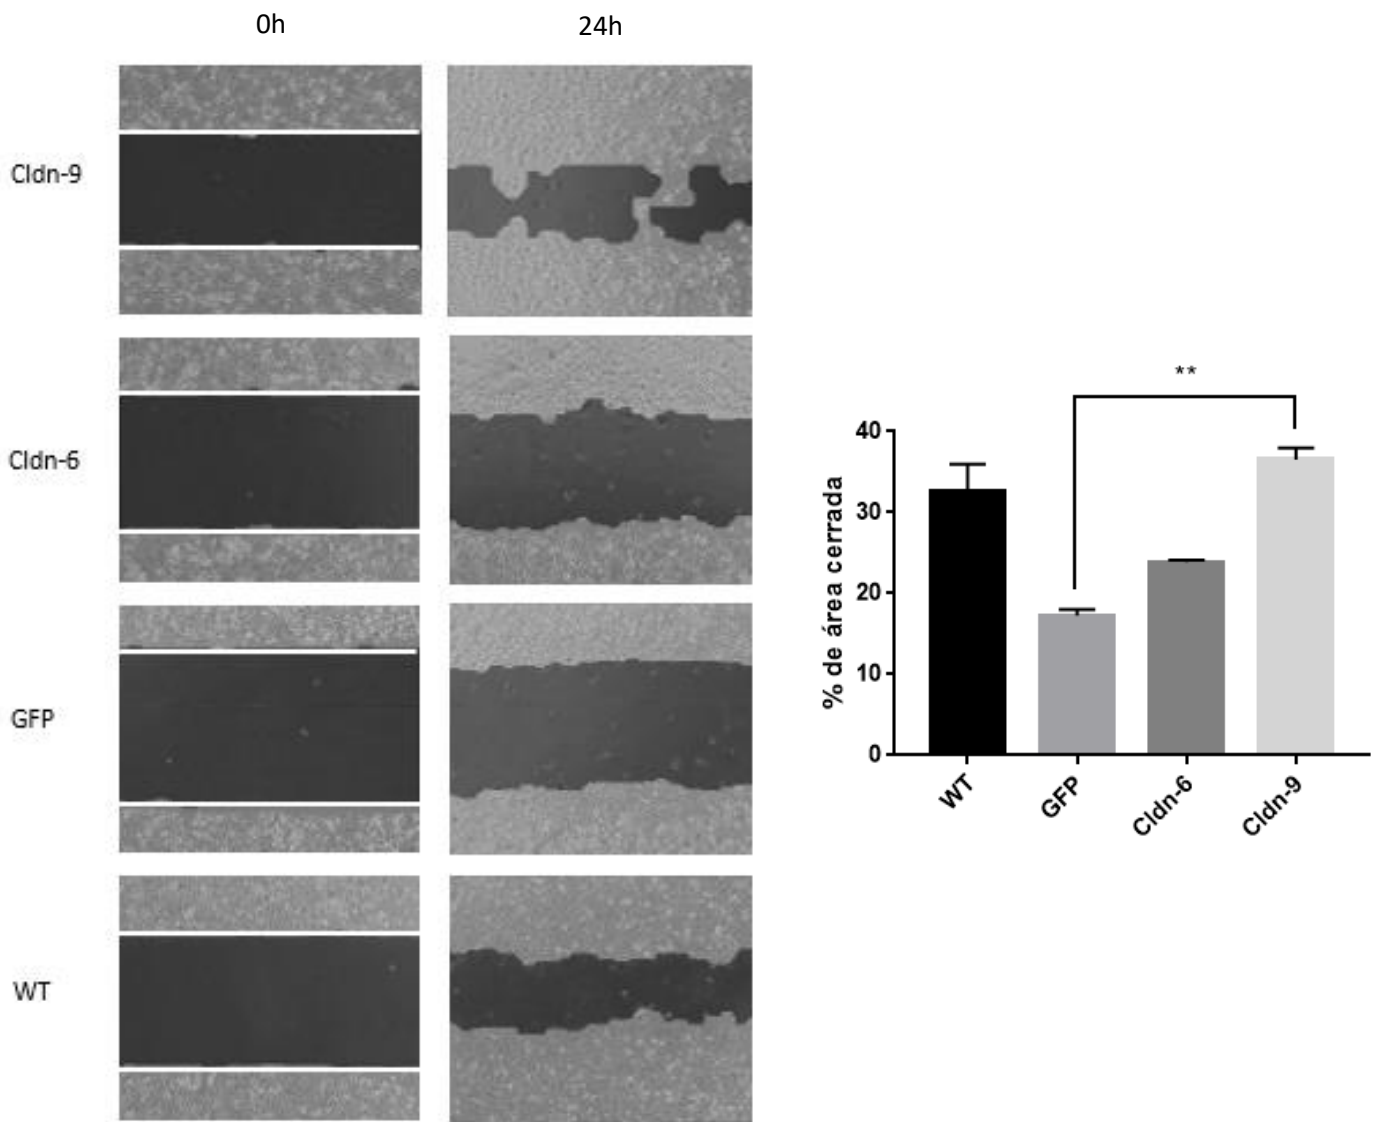 0h 24h
Cldn-9
Cldn-6
GFP
WT
**
% de área cerrada
40
30
20
10
0
WT GFP Cldn-6 Cldn-9